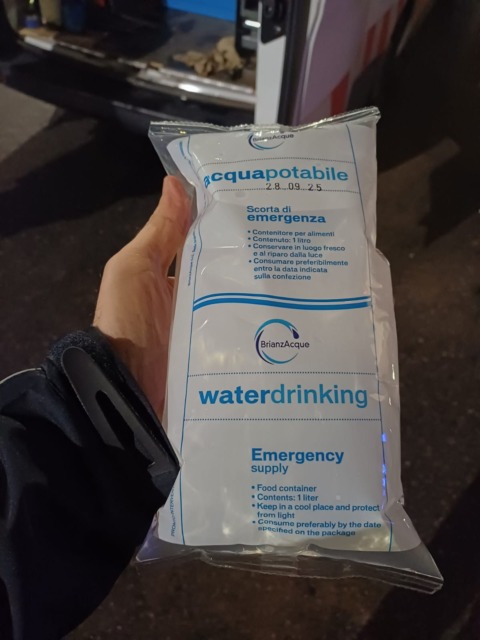 BrianzAcque
acquapotabile
28 09 25
Scorta di
emergenza
• Contenitore per alimenti
• Contenuto: 1 litro
• Conservare in luogo fresco
e al riparo dalla luce
• Consumare preferibilmente
entro la data indicata
sulla confezione
BrianzAcque
waterdrinking
Emergency
supply
• Food container
• Contents: 1 liter
• Keep in a cool place and protect
from light
• Consume preferably by the date
specified on the package